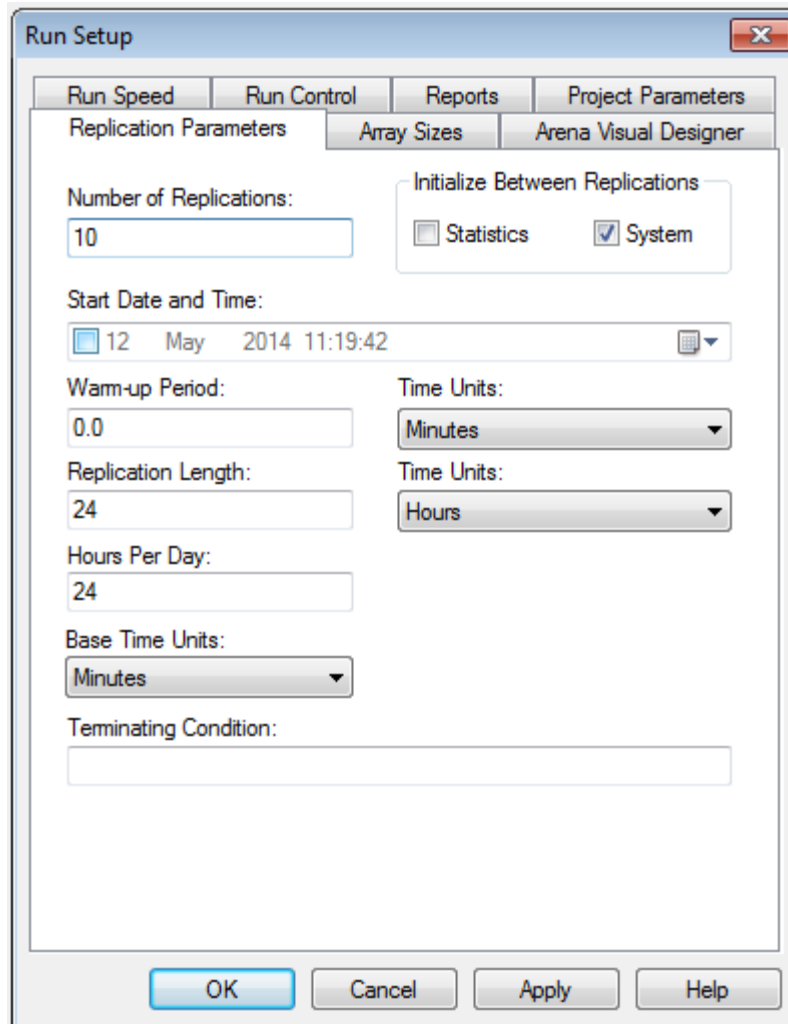 Run Setup
Run Speed Run Control Reports Project Parameters
Replication Parameters Array Sizes Arena Visual Designer
Number of Replications:
10
Initialize Between Replications
Statistics System
Start Date and Time:
12 May 2014 11:19:42
Warm-up Period: Time Units:
0.0 Minutes
Replication Length: Time Units:
24 Hours
Hours Per Day:
24
Base Time Units:
Minutes
Terminating Condition:
OK Cancel Apply Help